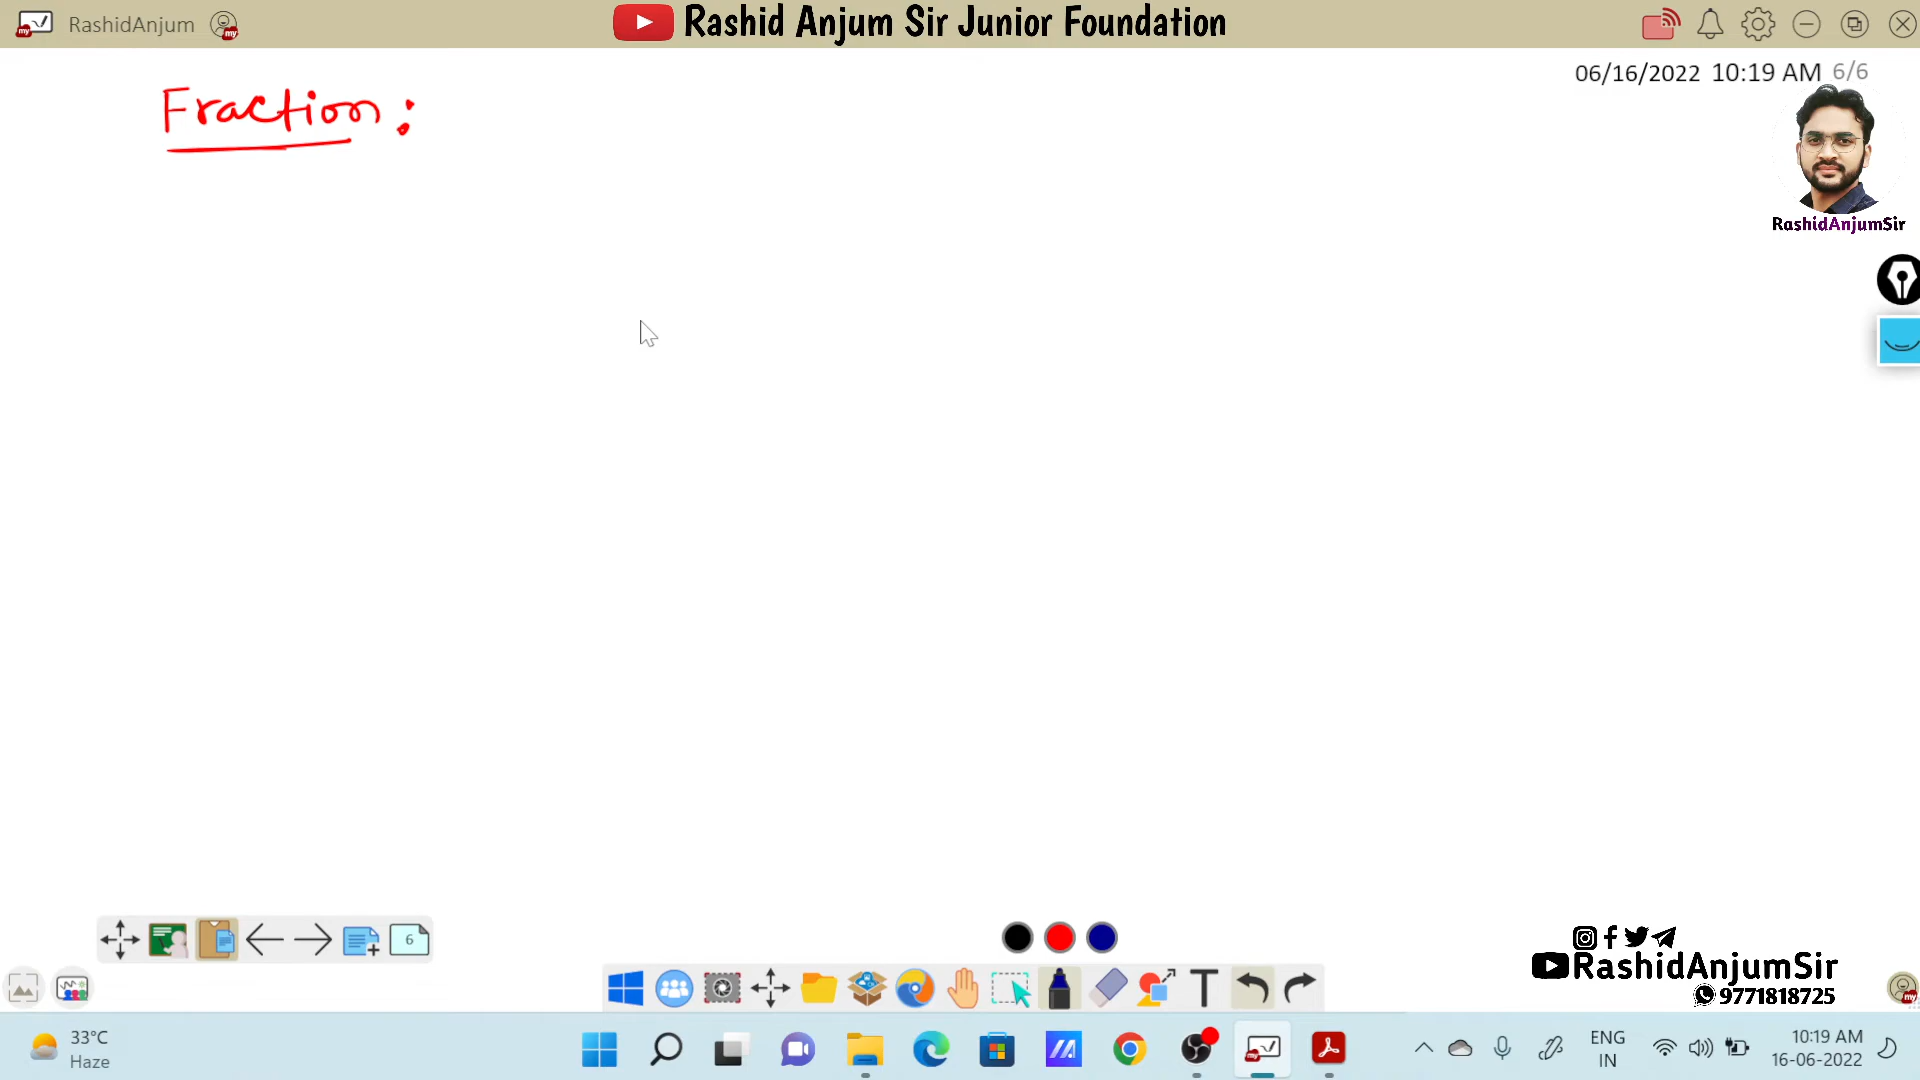 RashidAnjum
Rashid Anjum Sir Junior Foundation
06/16/2022 10:19 AM 6/6
Fraction :
RashidAnjumSir
6
T
RashidAnjumSir
9771818725
33°C
Haze
ENG
IN
10:19 AM
16-06-2022